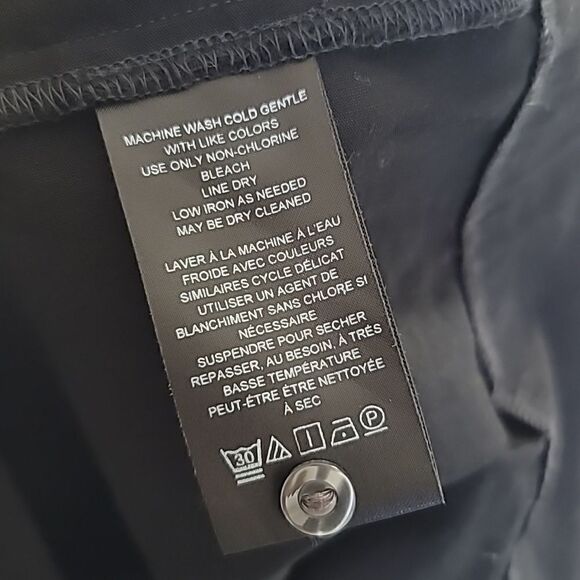 MACHINE WASH COLD GENTLE
WITH LIKE COLORS
USE ONLY NON-CHLORINE
BLEACH
LINE DRY
LOW IRON AS NEEDED
MAY BE DRY CLEANED
LAVER À LA MACHINE À L'EAU
FROIDE AVEC COULEURS
SIMILAIRES CYCLE DÉLICAT
UTILISER UN AGENT DE
BLANCHIMENT SANS CHLORE SI
NÉCESSAIRE
SUSPENDRE POUR SECHER
REPASSER, AU BESOIN, À TRÈS
BASSE TEMPÉRATURE
PEUT-ÊTRE ÊTRE NETTOYÉE
À SEC
30 P